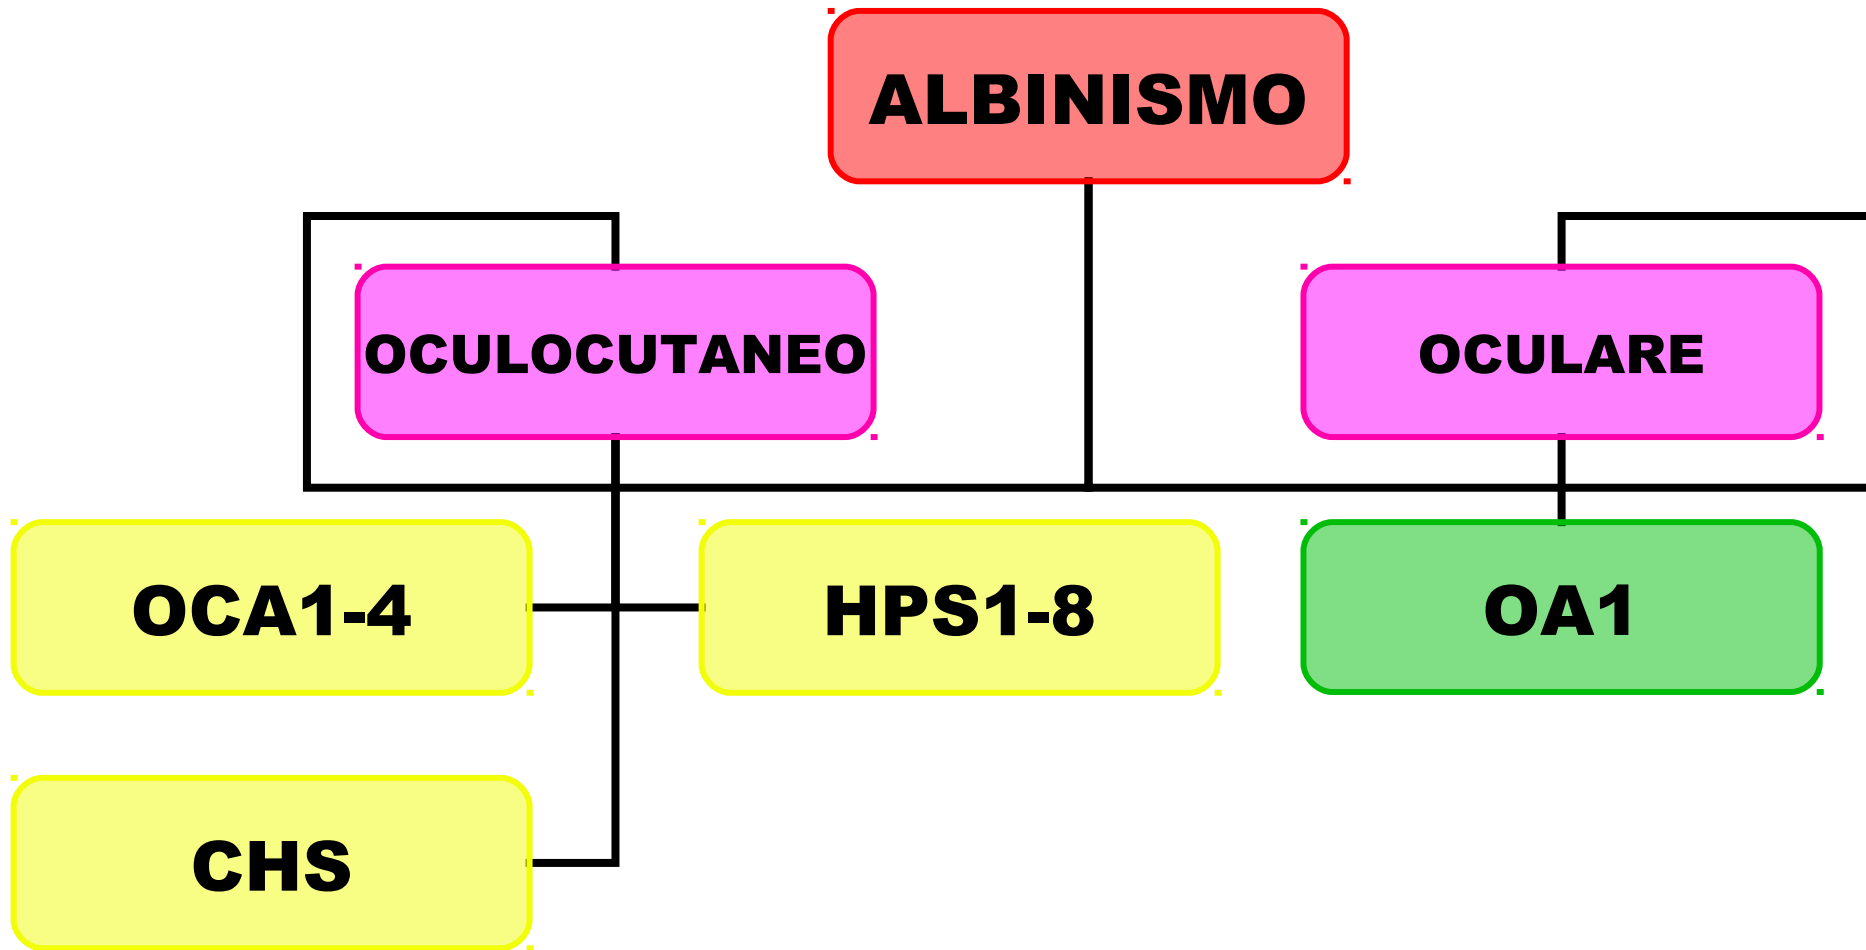 ALBINISMO
OCULOCUTANEO
OCULARE
OCA1-4
HPS1-8
OA1
CHS